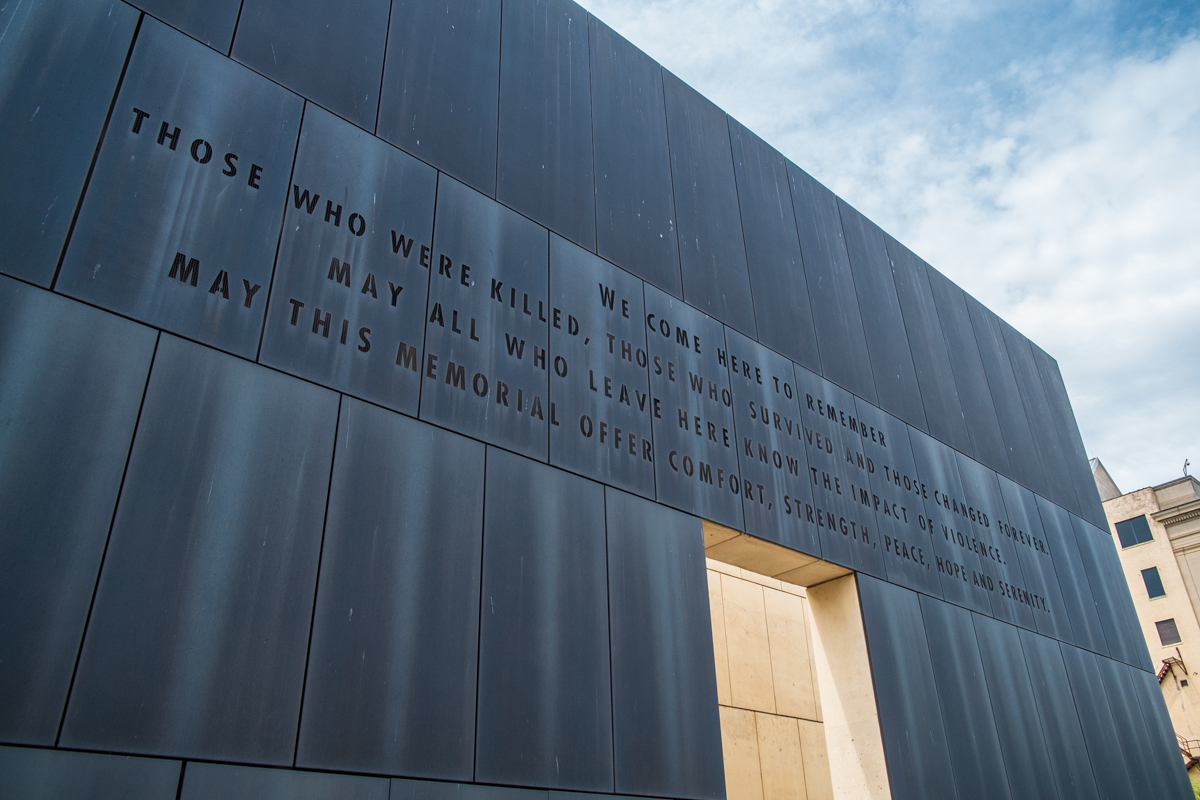 WE COME HERE TO REMEMBER
THOSE WHO WERE KILLED, THOSE WHO SURVIVED AND THOSE CHANGED FOREVER.
MAY ALL WHO LEAVE HERE KNOW THE IMPACT OF VIOLENCE.
MAY THIS MEMORIAL OFFER COMFORT, STRENGTH, PEACE, HOPE AND SERENITY.